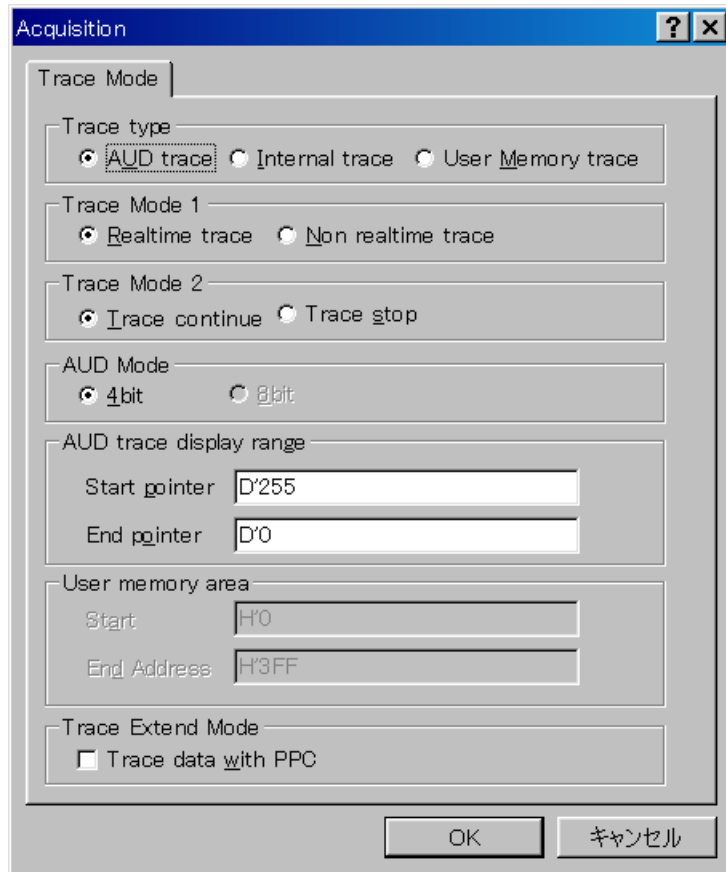 Acquisition
Trace Mode
Trace type
AUD trace Internal trace User Memory trace
Trace Mode 1
Realtime trace Non realtime trace
Trace Mode 2
Trace continue Trace stop
AUD Mode
4bit 8bit
AUD trace display range
Start pointer D'255
End pointer D'0
User memory area
Start H'0
End Address H'3FF
Trace Extend Mode
Trace data with PPC
OK キャンセル